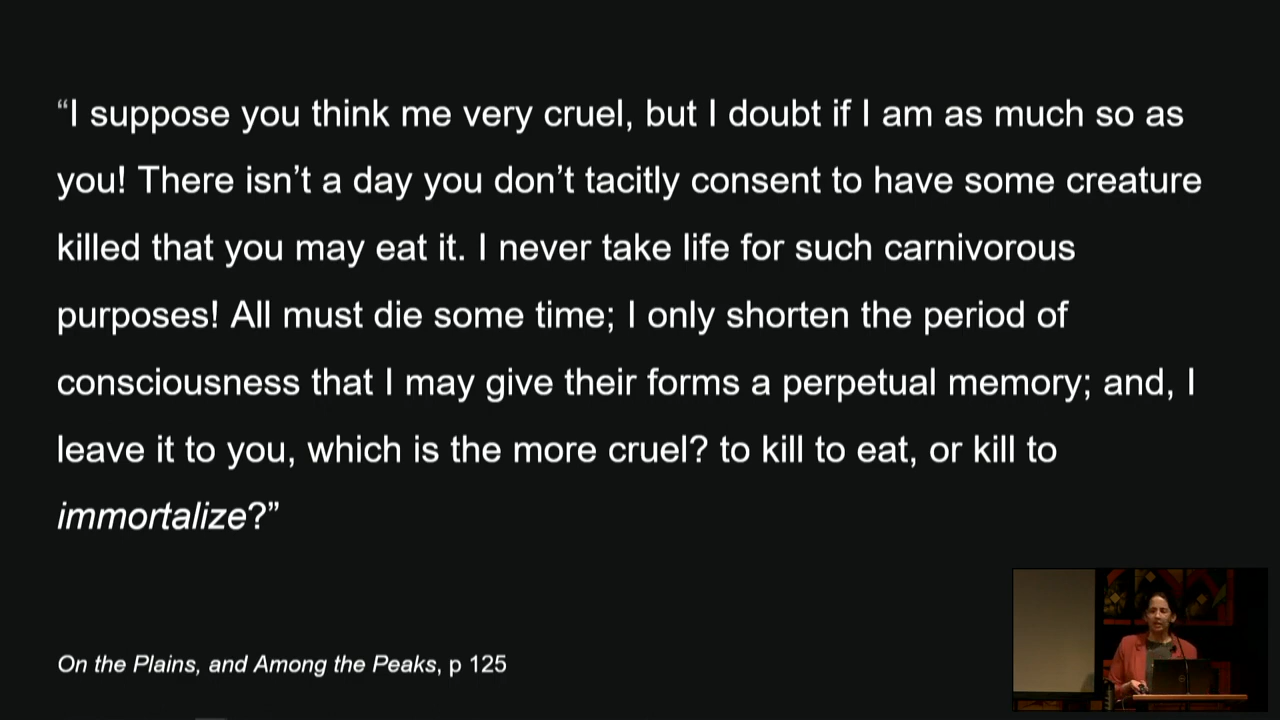 “I suppose you think me very cruel, but I doubt if I am as much so as
you! There isn’t a day you don’t tacitly consent to have some creature
killed that you may eat it. I never take life for such carnivorous
purposes! All must die some time; I only shorten the period of
consciousness that I may give their forms a perpetual memory; and, I
leave it to you, which is the more cruel? to kill to eat, or kill to
immortalize?”
On the Plains, and Among the Peaks, p 125